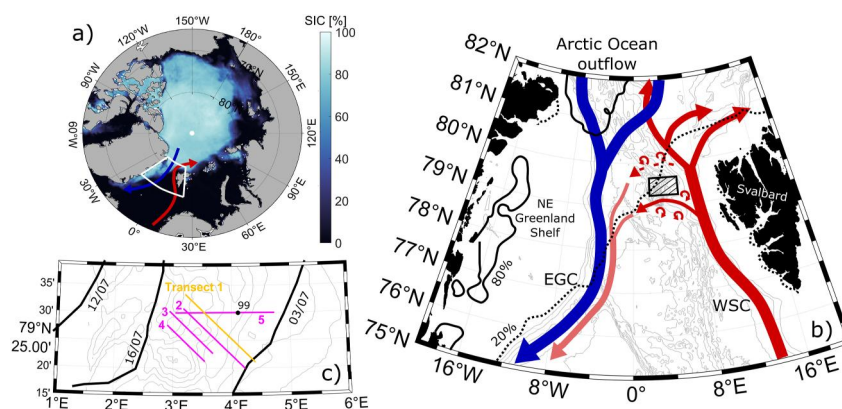 a)
SIC [%]
100
80
60
40
20
0
150°W
180°
150°E
120°E
90°E
60°E
30°E
0°
30°W
60°W
90°W
120°W
70°N
80°N
Arctic Ocean
outflow
82°N
81°N
80°N
79°N
78°N
77°N
76°N
75°N
16°W
8°W
0°
8°E
16°E
NE
Greenland
Shelf
80%
20%
EGC
WSC
Svalbard
b)
Transect 1
2
3
4
5
99
12/07
16/07
03/07
35'
30'
79°N
25.00'
20'
15'
1°E
2°E
3°E
4°E
5°E
6°E
c)